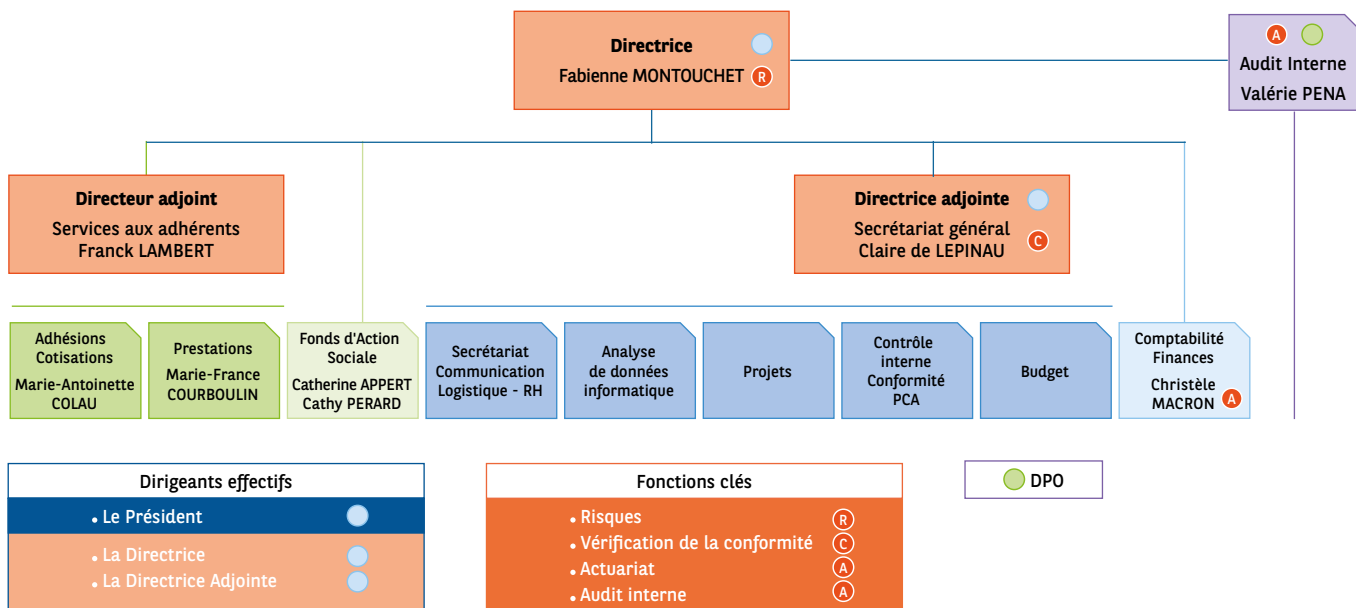 Directrice
Fabienne MONTOUCHET R
A
Audit Interne
Valérie PENA
Directeur adjoint
Services aux adhérents
Franck LAMBERT
Directrice adjointe
Secrétariat général
Claire de LEPINAU C
Adhésions
Cotisations
Marie-Antoinette
COLAU
Prestations
Marie-France
COURBOULIN
Fonds d'Action
Sociale
Catherine APPERT
Cathy PERARD
Secrétariat
Communication
Logistique - RH
Analyse
de données
informatique
Projets
Contrôle
interne
Conformité
PCA
Budget
Comptabilité
Finances
Christèle
MACRON A
Dirigeants effectifs
• Le Président
• La Directrice
• La Directrice Adjointe
Fonctions clés
• Risques R
• Vérification de la conformité C
• Actuariat A
• Audit interne A
DPO